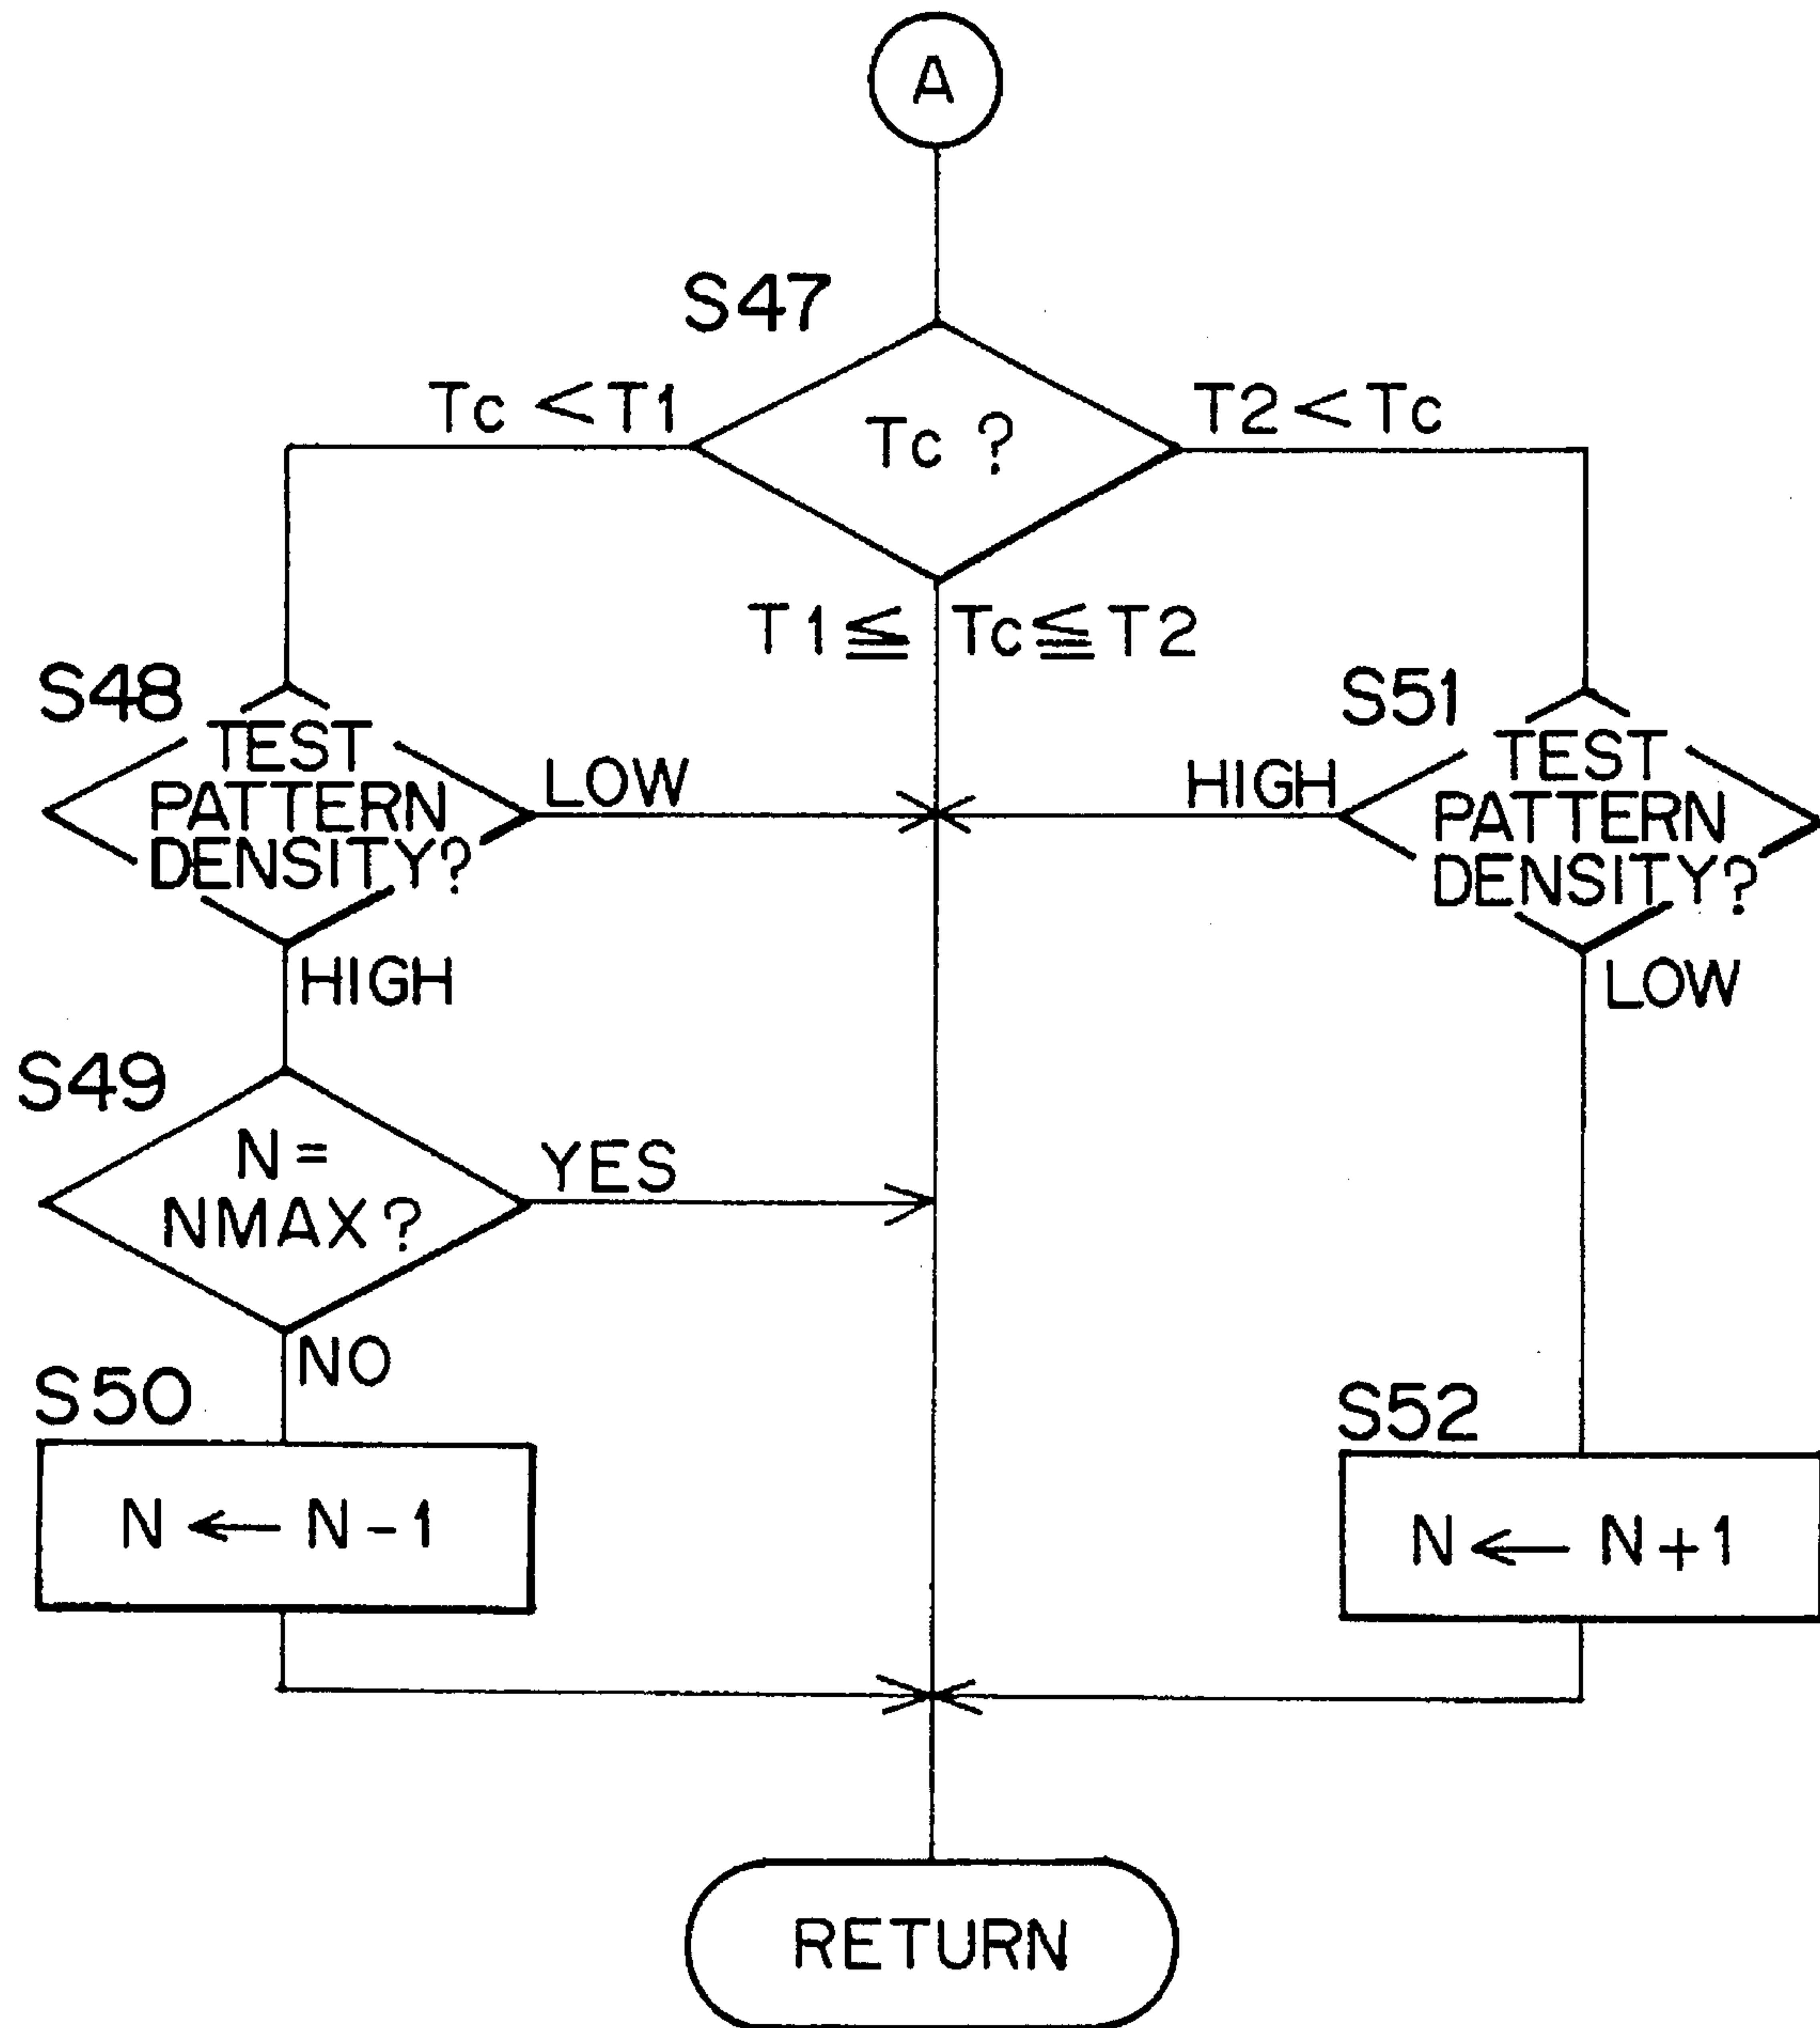 A
S47
Tc < T1
Tc ?
T2 < Tc
T1 ≦ Tc ≦ T2
S48
TEST
PATTERN
DENSITY?
LOW
HIGH
S51
TEST
PATTERN
DENSITY?
HIGH
LOW
S49
N=
NMAX?
YES
NO
S50
N ← N-1
S52
N ← N+1
RETURN